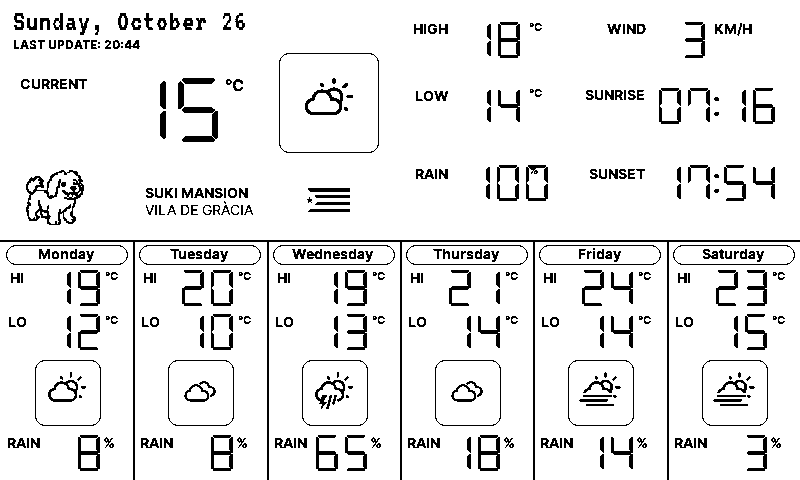 Sunday, October 26
LAST UPDATE: 20:44
CURRENT 15 °C
HIGH 18 °C
WIND 3 KM/H
LOW 14 °C
SUNRISE 07:16
RAIN 100 %
SUNSET 17:54
SUKI MANSION
VILA DE GRÀCIA
Monday
HI 19 °C
LO 12 °C
RAIN 8 %
Tuesday
HI 20 °C
LO 10 °C
RAIN 8 %
Wednesday
HI 19 °C
LO 13 °C
RAIN 65 %
Thursday
HI 21 °C
LO 14 °C
RAIN 18 %
Friday
HI 24 °C
LO 14 °C
RAIN 14 %
Saturday
HI 23 °C
LO 15 °C
RAIN 3 %